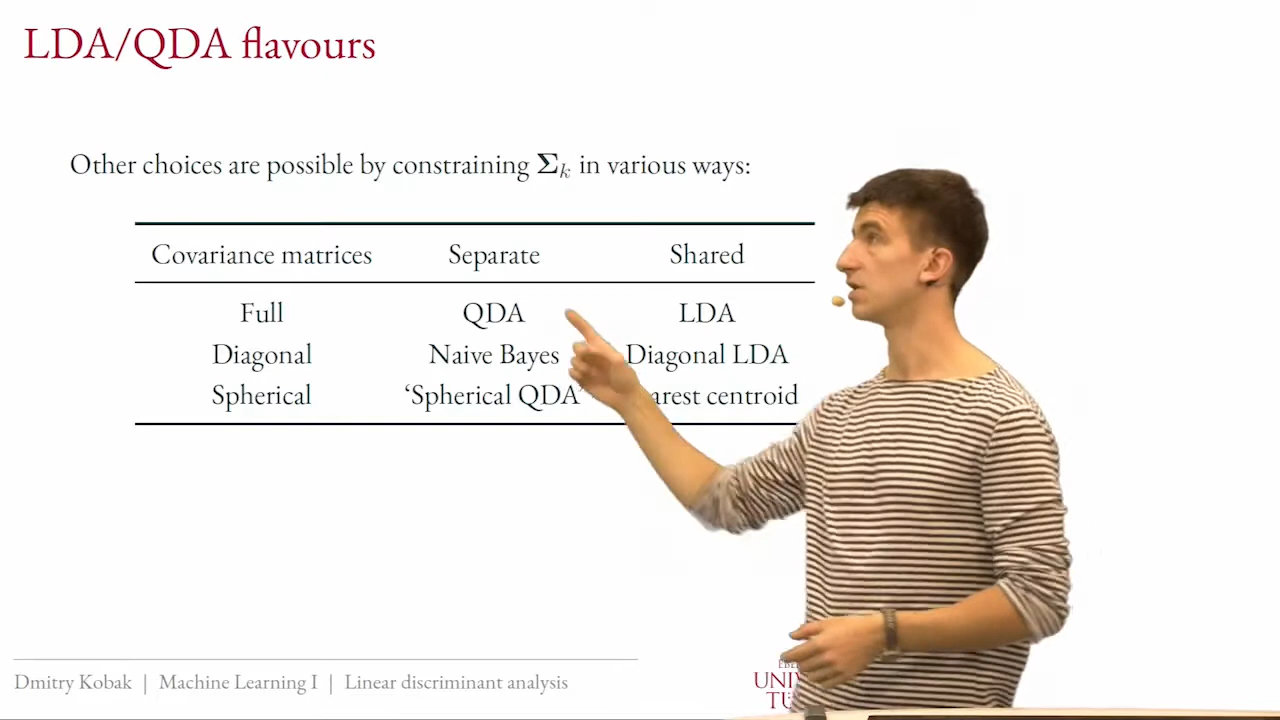 LDA/QDA flavours
Other choices are possible by constraining Σₖ in various ways:
Covariance matrices Separate Shared
Full QDA LDA
Diagonal Naive Bayes Diagonal LDA
Spherical ‘Spherical QDA’ centroid
Dmitry Kobak | Machine Learning I | Linear discriminant analysis